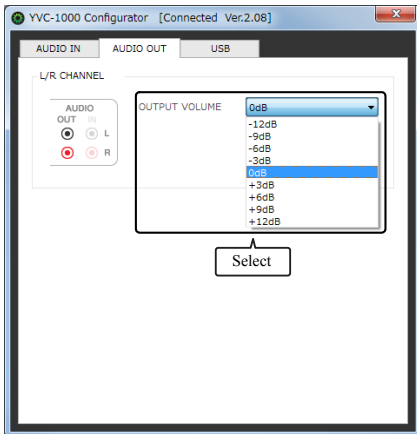 YVC-1000 Configurator [Connected Ver.2.08]
AUDIO IN AUDIO OUT USB
L/R CHANNEL
AUDIO
OUT IN
L
R
OUTPUT VOLUME 0dB
-12dB
-9dB
-6dB
-3dB
0dB
+3dB
+6dB
+9dB
+12dB
Select